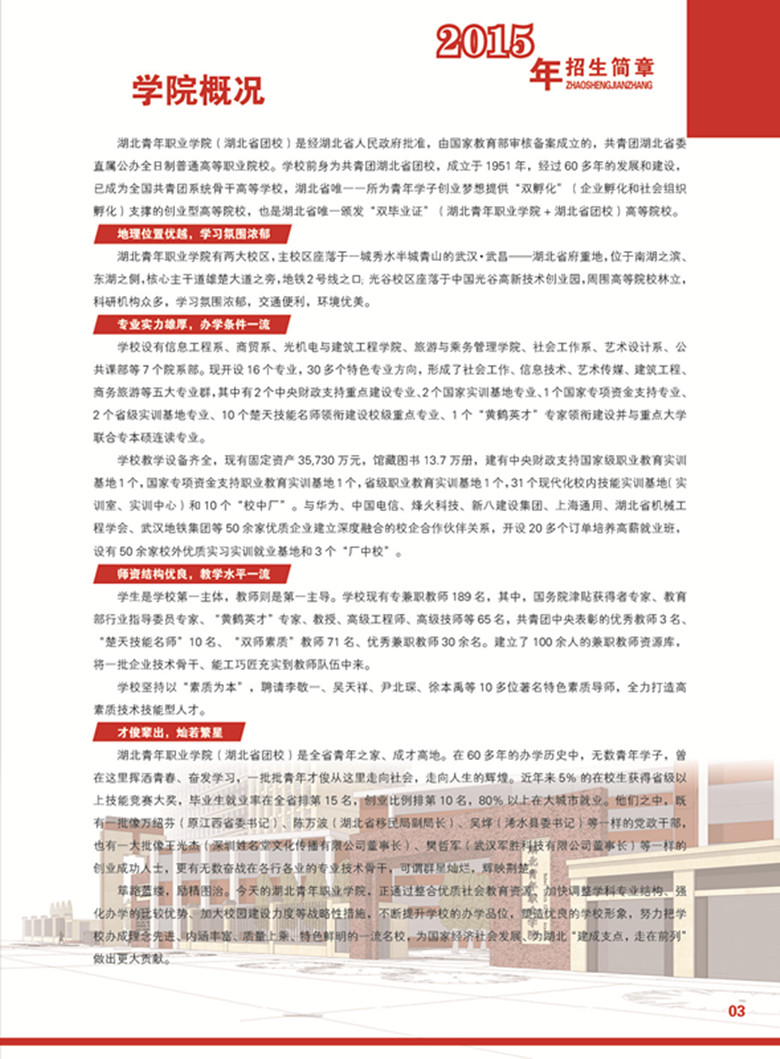 2015
年 招生简章
ZHAOSHENGJIANZHANG
学院概况
湖北青年职业学院（湖北省团校）是经湖北省人民政府批准，由国家教育部审核备案成立的，共青团湖北省委
直属公办全日制普通高等职业院校。学校前身为共青团湖北省团校，成立于1951年，经过60多年的发展和建设，
已成为全国共青团系统骨干高等学校，湖北省唯一一所为青年学子创业梦想提供“双孵化”（企业孵化和社会组织
孵化）支撑的创业型高等院校，也是湖北省唯一颁发“双毕业证”（湖北青年职业学院+湖北省团校）高等院校。
地理位置优越，学习氛围浓郁
湖北青年职业学院有两大校区，主校区座落于一城秀水半城青山的武汉·武昌——湖北省府重地，位于南湖之滨、
东湖之侧，核心主干道雄楚大道之旁，地铁2号线之口；光谷校区座落于中国光谷高新技术创业园，周围高等院校林立，
科研机构众多，学习氛围浓郁，交通便利，环境优美。
专业实力雄厚，办学条件一流
学校设有信息工程系、商贸系、光机电与建筑工程学院、旅游与乘务管理学院、社会工作系、艺术设计系、公
共课部等7个院系部。现开设16个专业，30多个特色专业方向，形成了社会工作、信息技术、艺术传媒、建筑工程、
商务旅游等五大专业群，其中有2个中央财政支持重点建设专业、2个国家实训基地专业、1个国家专项资金支持专业、
2个省级实训基地专业、10个楚天技能名师领衔建设校级重点专业、1个“黄鹤英才”专家领衔建设并与重点大学
联合专本硕连读专业。
学校教学设备齐全，现有固定资产35,730万元，馆藏图书13.7万册，建有中央财政支持国家级职业教育实训
基地1个，国家专项资金支持职业教育实训基地1个，省级职业教育实训基地1个，31个现代化校内技能实训基地（实
训室、实训中心）和10个“校中厂”。与华为、中国电信、烽火科技、新八建设集团、上海通用、湖北省机械工
程学会、武汉地铁集团等50余家优质企业建立深度融合的校企合作伙伴关系，开设20多个订单培养高薪就业班，
设有50余家校外优质实习实训就业基地和3个“厂中校”。
师资结构优良，教学水平一流
学生是学校第一主体，教师则是第一主导。学校现有专兼职教师189名，其中，国务院津贴获得者专家、教育
部行业指导委员专家、“黄鹤英才”专家、教授、高级工程师、高级技师等65名，共青团中央表彰的优秀教师3名、
“楚天技能名师”10名、“双师素质”教师71名、优秀兼职教师30余名。建立了100余人的兼职教师资源库，
将一批企业技术骨干、能工巧匠充实到教师队伍中来。
学校坚持以“素质为本”，聘请李敬一、吴天祥、尹北琛、徐本禹等10多位著名特色素质导师，全力打造高
素质技术技能型人才。
才俊辈出，灿若繁星
湖北青年职业学院（湖北省团校）是全省青年之家、成才高地。在60多年的办学历史中，无数青年学子，曾
在这里挥洒青春、奋发学习，一批批青年才俊从这里走向社会，走向人生的辉煌。近年来5%的在校生获得省级以
上技能竞赛大奖，毕业生就业率在全省排第15名，创业比例排第10名，80%以上在大城市就业。他们之中，既
有一批像万绍芬（原江西省委书记）、陈万波（湖北省移民局副局长）、吴烨（浠水县委书记）等一样的党政干部，
也有一大批像王光杰（深圳姓名堂文化传播有限公司董事长）、樊哲军（武汉军胜科技有限公司董事长）等一样的
创业成功人士，更有无数奋战在各行各业的专业技术骨干，可谓群星灿烂，辉映荆楚。
筚路蓝缕，励精图治。今天的湖北青年职业学院，正通过整合优质社会教育资源、加快调整学科专业结构、强
化办学的比较优势、加大校园建设力度等战略性措施，不断提升学校的办学品位，塑造优良的学校形象，努力把学
校办成理念先进、内涵丰富、质量上乘、特色鲜明的一流名校，为国家经济社会发展、为湖北“建成支点，走在前列”
做出更大贡献。
03